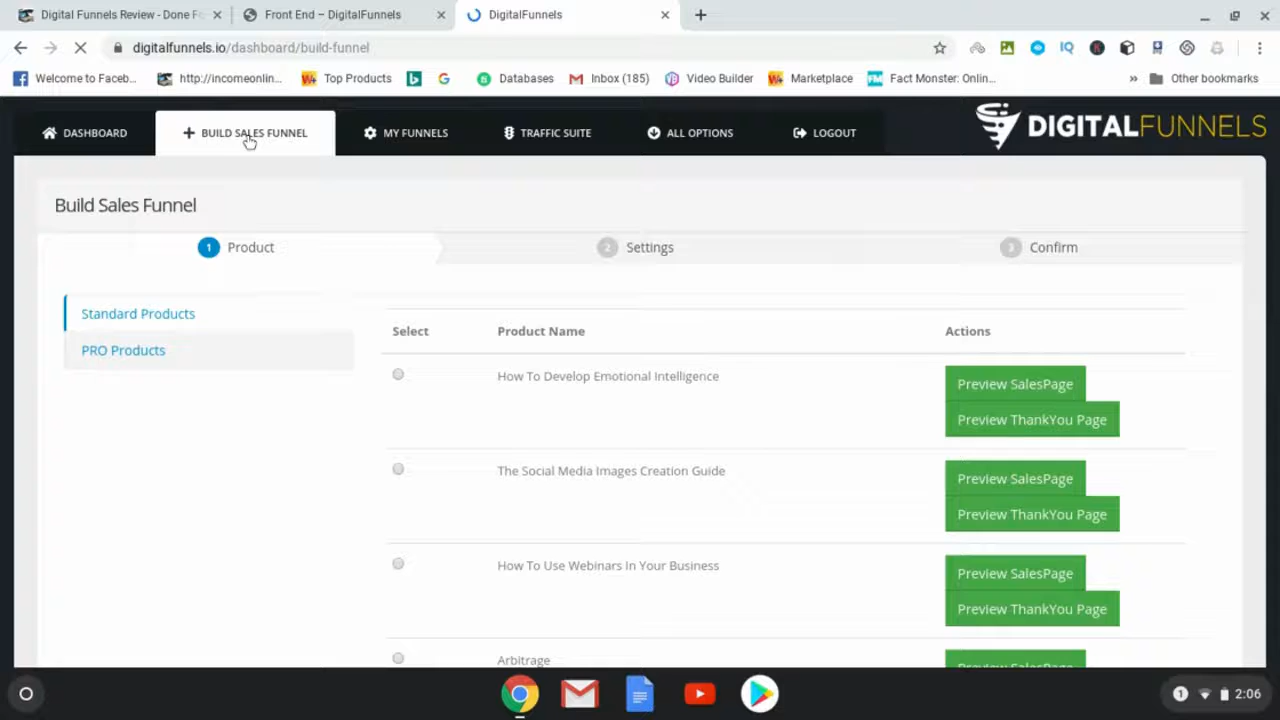 Digital Funnels Review - Done Fo
Front End – DigitalFunnels
DigitalFunnels
digitalfunnels.io/dashboard/build-funnel
Welcome to Faceb...
http://incomeonlin...
Top Products
Databases
Inbox (185)
Video Builder
Marketplace
Fact Monster: Onlin...
Other bookmarks
DASHBOARD
BUILD SALES FUNNEL
MY FUNNELS
TRAFFIC SUITE
ALL OPTIONS
LOGOUT
DIGITALFUNNELS
Build Sales Funnel
1 Product
2 Settings
3 Confirm
Standard Products
PRO Products
Select Product Name Actions
How To Develop Emotional Intelligence
Preview SalesPage
Preview ThankYou Page
The Social Media Images Creation Guide
Preview SalesPage
Preview ThankYou Page
How To Use Webinars In Your Business
Preview SalesPage
Preview ThankYou Page
Arbitrage
Preview SalesPage
1
2:06